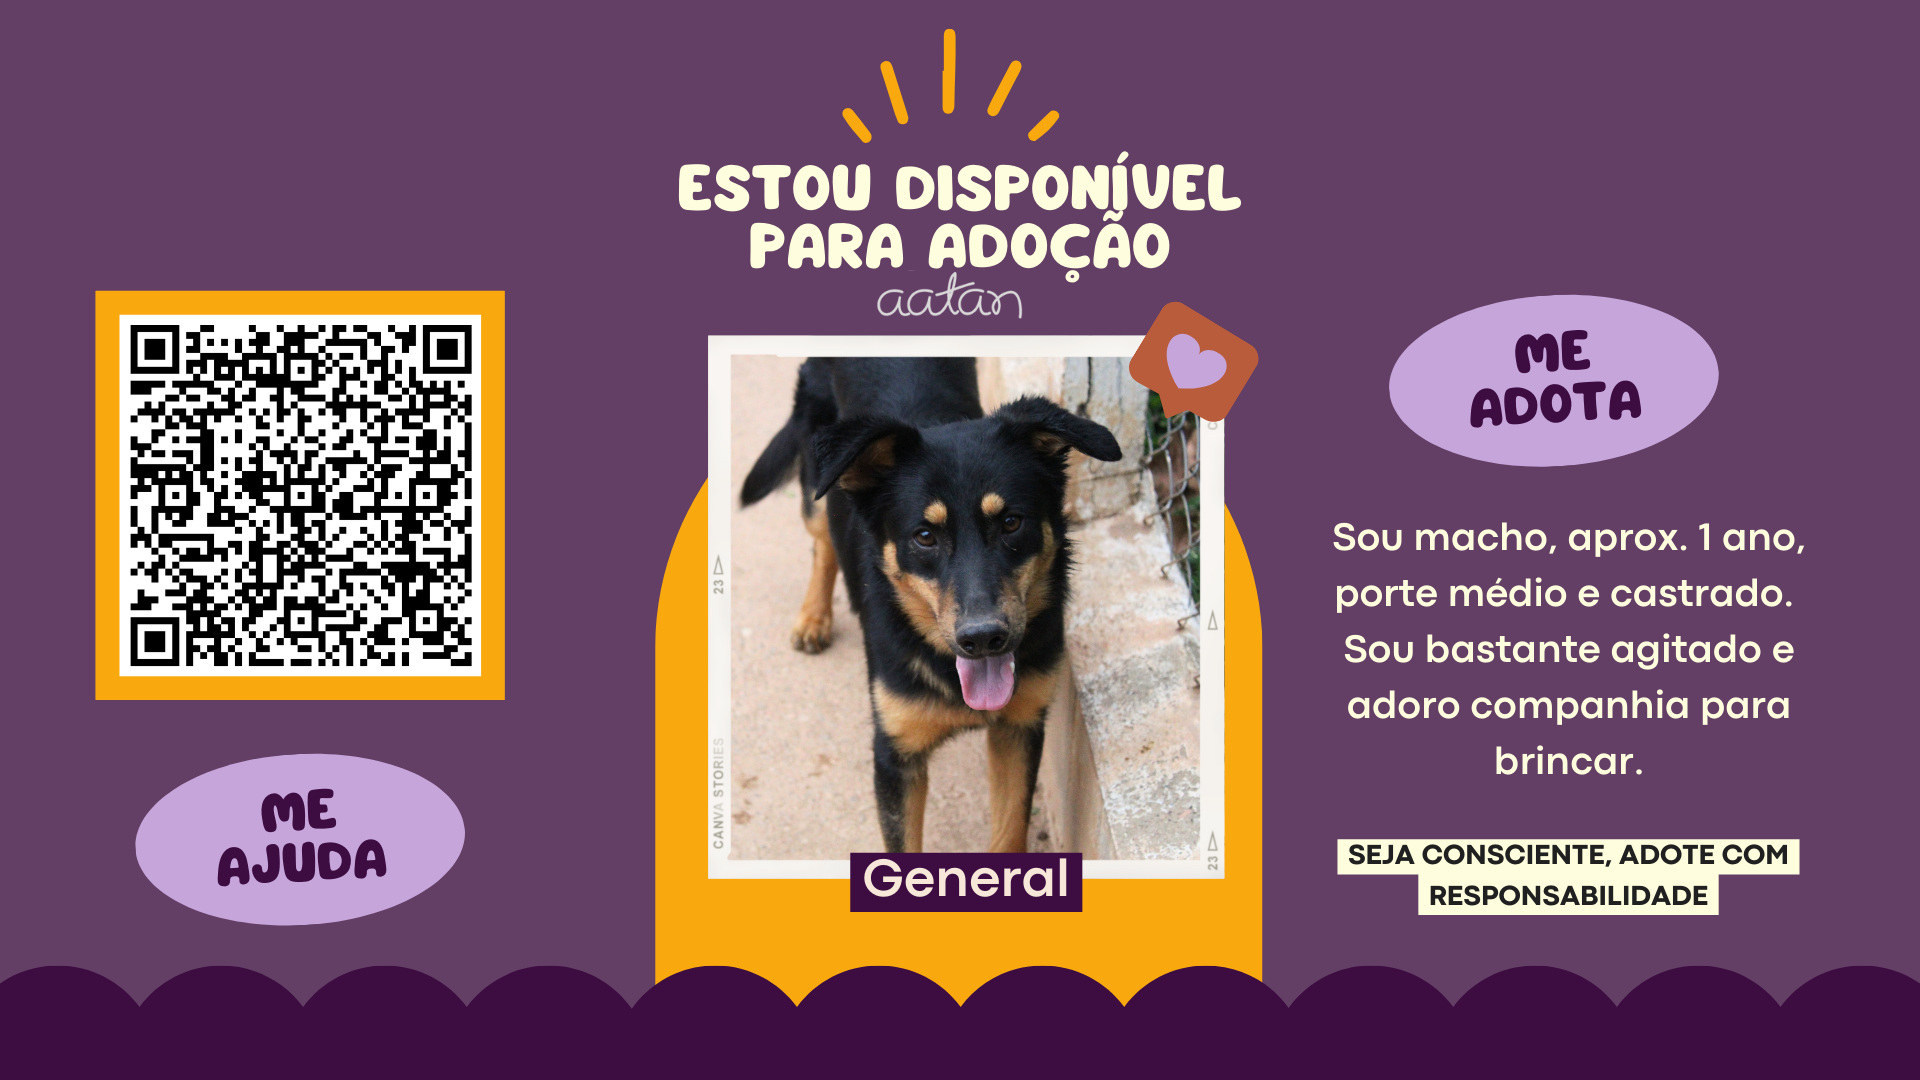 ESTOU DISPONÍVEL
PARA ADOÇÃO
aatan
ME
AJUDA
CANVA STORIES
23
23
General
ME
ADOTA
Sou macho, aprox. 1 ano,
porte médio e castrado.
Sou bastante agitado e
adoro companhia para
brincar.
SEJA CONSCIENTE, ADOTE COM
RESPONSABILIDADE